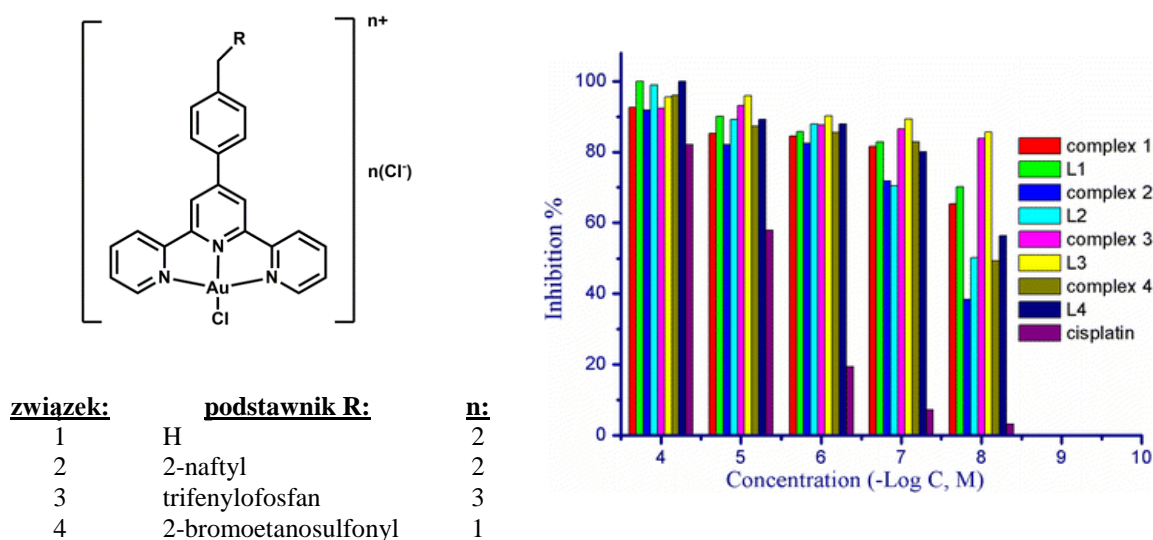 n+
R
n(Cl-)
N
N
N
Au
Cl
związek: podstawnik R: n:
1 H 2
2 2-naftyl 2
3 trifenylofosfan 3
4 2-bromoetanosulfonyl 1
Inhibition %
100
80
60
40
20
0
4 5 6 7 8 9 10
Concentration (-Log C, M)
complex 1
L1
complex 2
L2
complex 3
L3
complex 4
L4
cisplatin